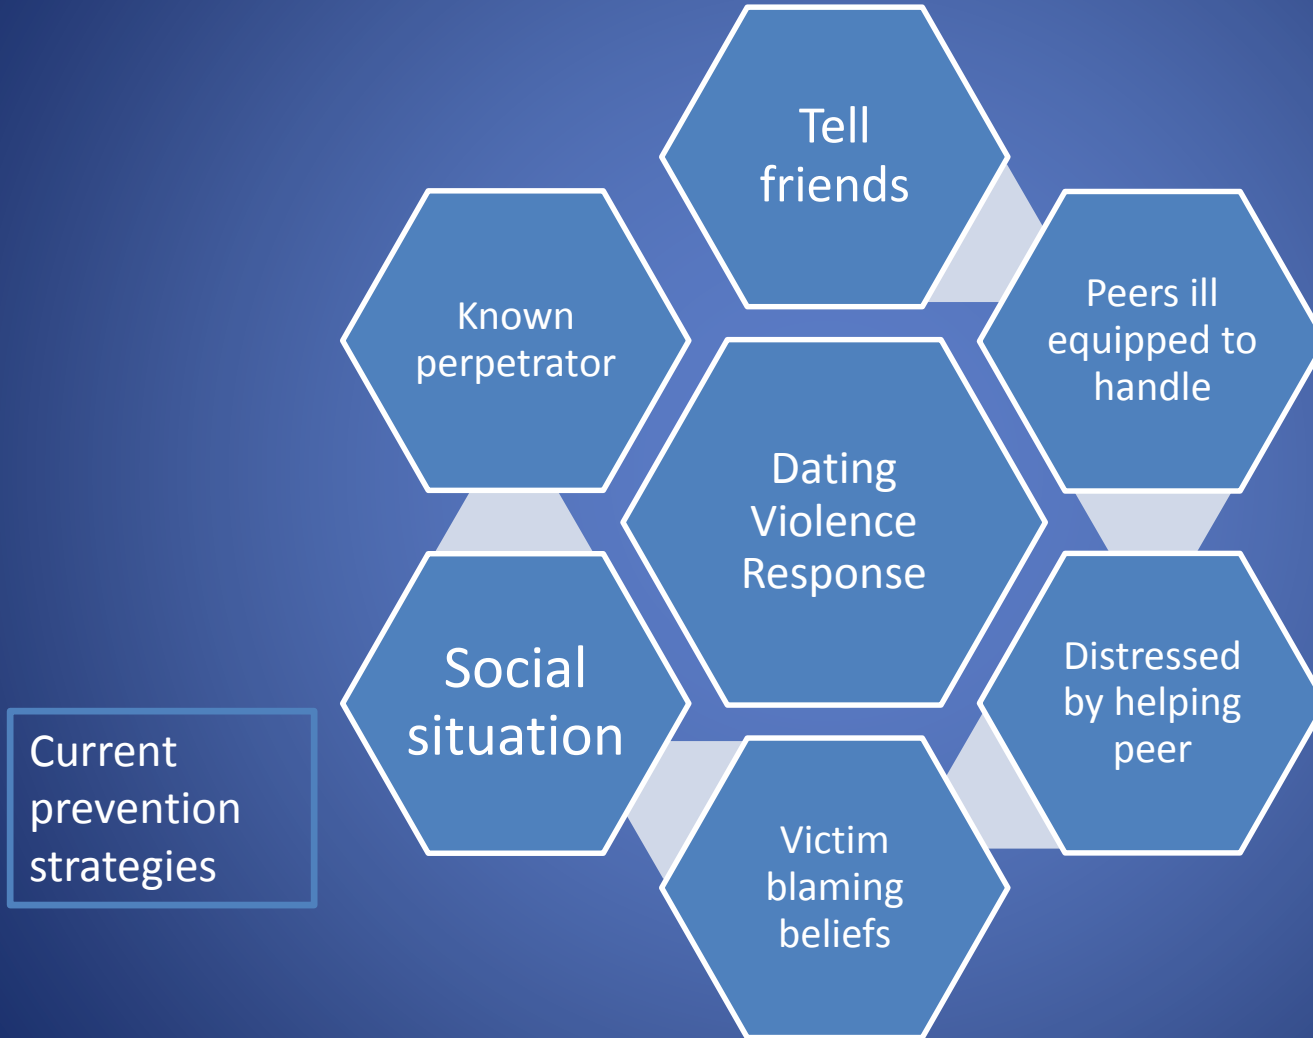 Tell
friends
Known
perpetrator
Peers ill
equipped to
handle
Dating
Violence
Response
Social
situation
Distressed
by helping
peer
Current
prevention
strategies
Victim
blaming
beliefs